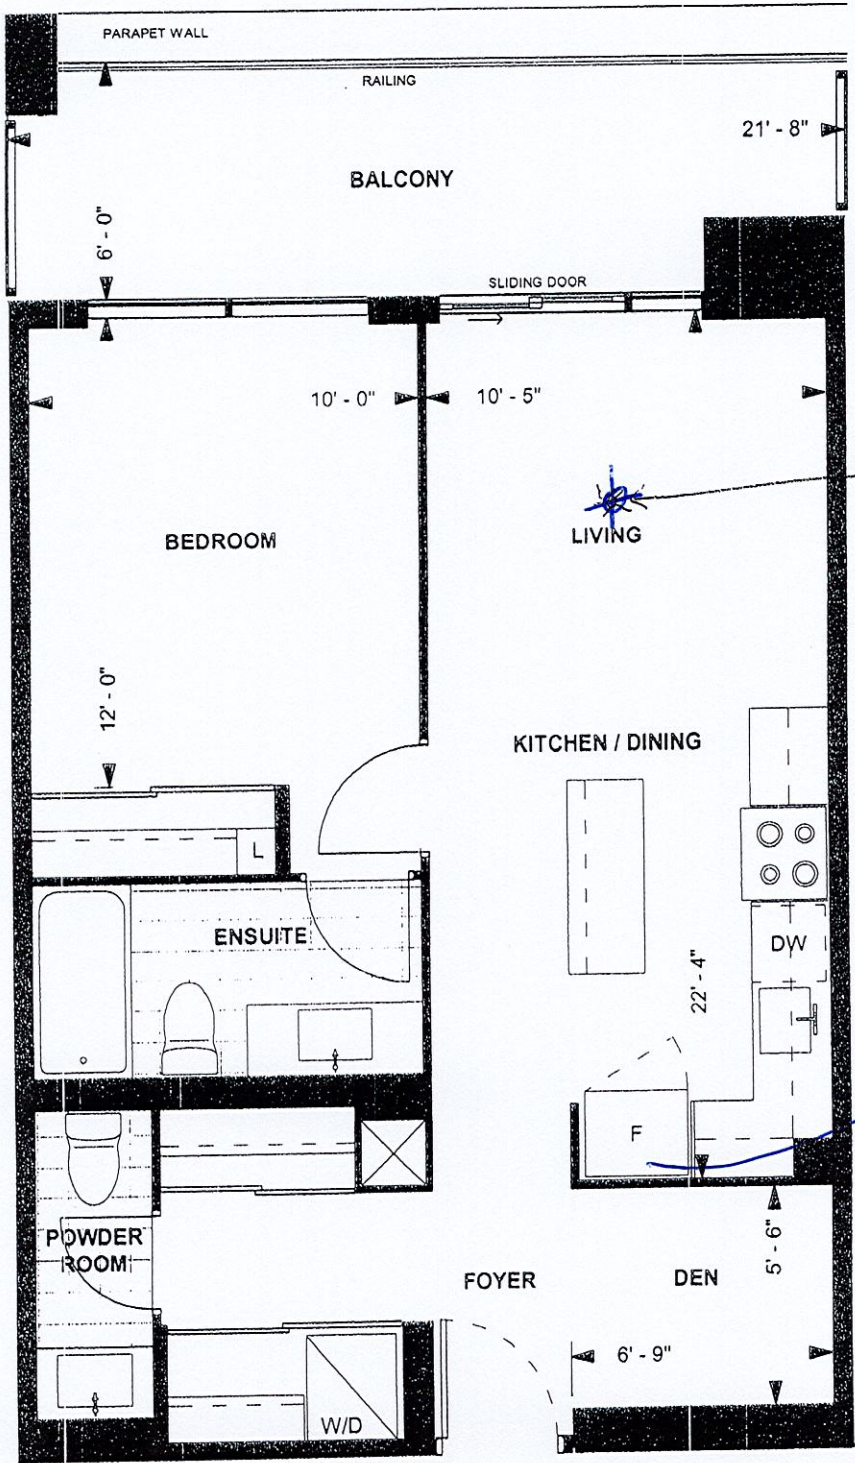 PARAPET WALL
RAILING
21' - 8"
BALCONY
6' - 0"
SLIDING DOOR
10' - 0"
10' - 5"
BEDROOM
LIVING
12' - 0"
KITCHEN / DINING
L
ENSUITE
DW
22' - 4"
F
POWDER
ROOM
5' - 6"
FOYER
DEN
6' - 9"
W/D